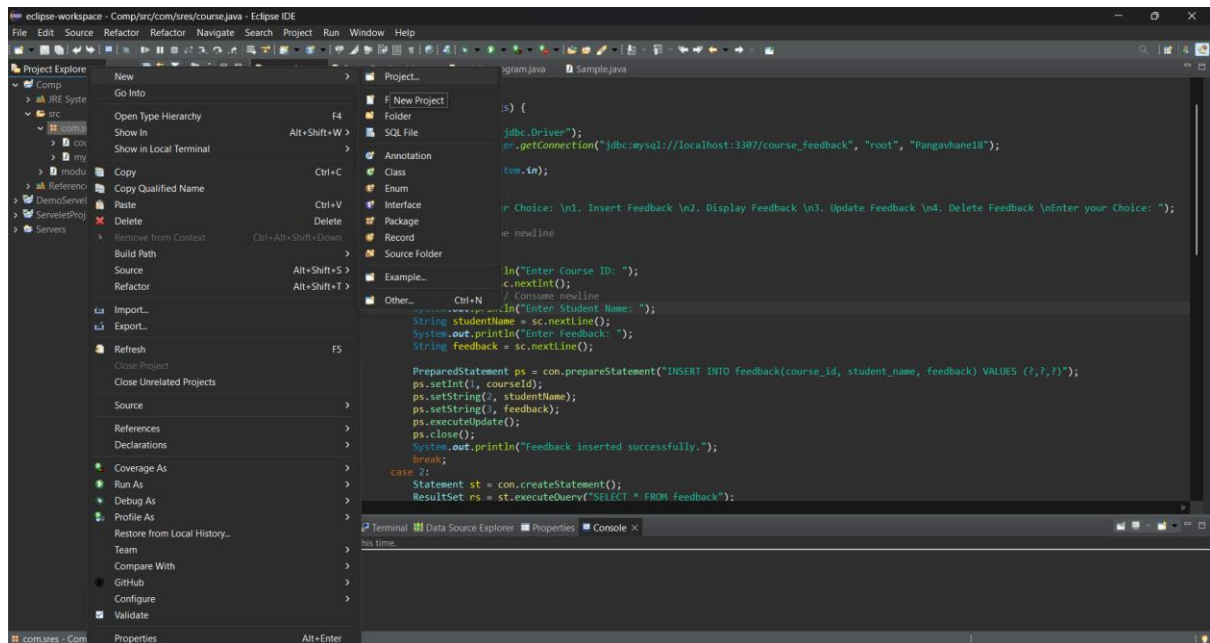 eclipse-workspace - Comp/src/com/sres/course.java - Eclipse IDE
File Edit Source Refactor Refactor Navigate Search Project Run Window Help
Project Explore
ogram.java Sample.java
Comp
JRE Syste
src
com.s
cou
my
modu
Referenc
DemoServel
ServeletProj
Servers
New
Go Into
Open Type Hierarchy F4
Show In Alt+Shift+W >
Show in Local Terminal
Copy Ctrl+C
Copy Qualified Name
Paste Ctrl+V
Delete Delete
Remove from Context Ctrl+Alt+Shift+Down
Build Path
Source Alt+Shift+S >
Refactor Alt+Shift+T >
Import...
Export...
Refresh F5
Close Project
Close Unrelated Projects
Source
References
Declarations
Coverage As
Run As
Debug As
Profile As
Restore from Local History...
Team
Compare With
GitHub
Configure
Validate
Properties Alt+Enter
Project...
F New Project
Folder
SQL File
Annotation
Class
Enum
Interface
Package
Record
Source Folder
Example...
Other... Ctrl+N
s) {
jdbc.Driver");
er.getConnection("jdbc:mysql://localhost:3307/course_feedback", "root", "Pangavhane18");
tem.in);
r Choice: \n1. Insert Feedback \n2. Display Feedback \n3. Update Feedback \n4. Delete Feedback \nEnter your Choice: ");
e newline
ln("Enter Course ID: ");
c.nextInt();
// Consume newline
System.out.println("Enter Student Name: ");
String studentName = sc.nextLine();
System.out.println("Enter Feedback: ");
String feedback = sc.nextLine();
PreparedStatement ps = con.prepareStatement("INSERT INTO feedback(course_id, student_name, feedback) VALUES (?,?,?)");
ps.setInt(1, courseId);
ps.setString(2, studentName);
ps.setString(3, feedback);
ps.executeUpdate();
ps.close();
System.out.println("Feedback inserted successfully.");
break;
case 2:
Statement st = con.createStatement();
ResultSet rs = st.executeQuery("SELECT * FROM feedback");
Terminal Data Source Explorer Properties Console
his time.
com.sres - Com